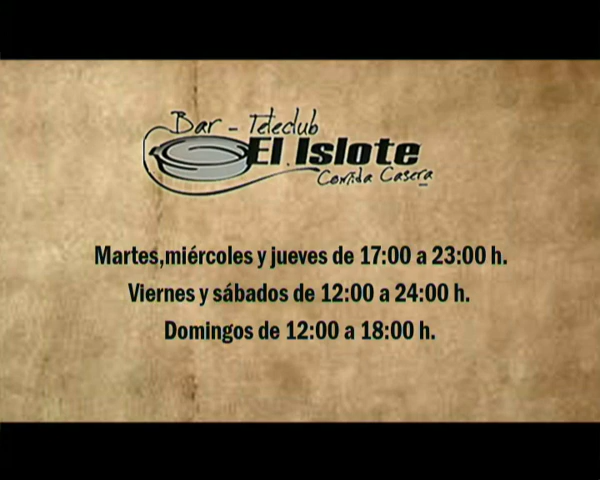 Bar - Teleclub
El Islote
Comida Casera
Martes,miércoles y jueves de 17:00 a 23:00 h.
Viernes y sábados de 12:00 a 24:00 h.
Domingos de 12:00 a 18:00 h.